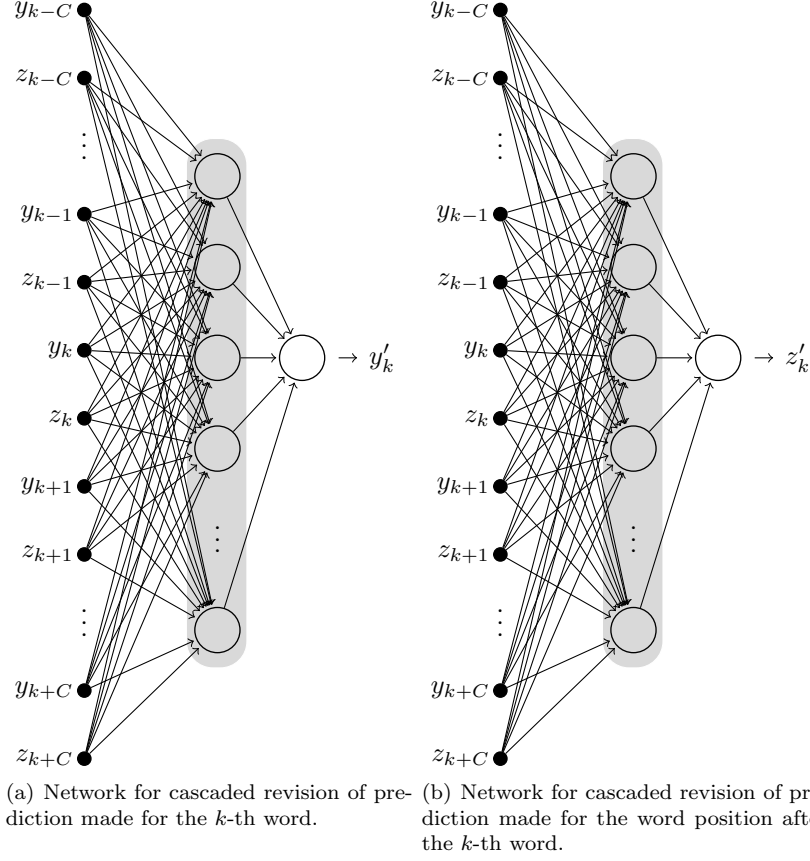 y_{k−C}
z_{k−C}
⋮
y_{k−1}
z_{k−1}
y_k
z_k
y_{k+1}
z_{k+1}
⋮
y_{k+C}
z_{k+C}
⋮
→ y′_k
(a) Network for cascaded revision of pre-
diction made for the k-th word.
y_{k−C}
z_{k−C}
⋮
y_{k−1}
z_{k−1}
y_k
z_k
y_{k+1}
z_{k+1}
⋮
y_{k+C}
z_{k+C}
⋮
→ z′_k
(b) Network for cascaded revision of pre
diction made for the word position afte
the k-th word.